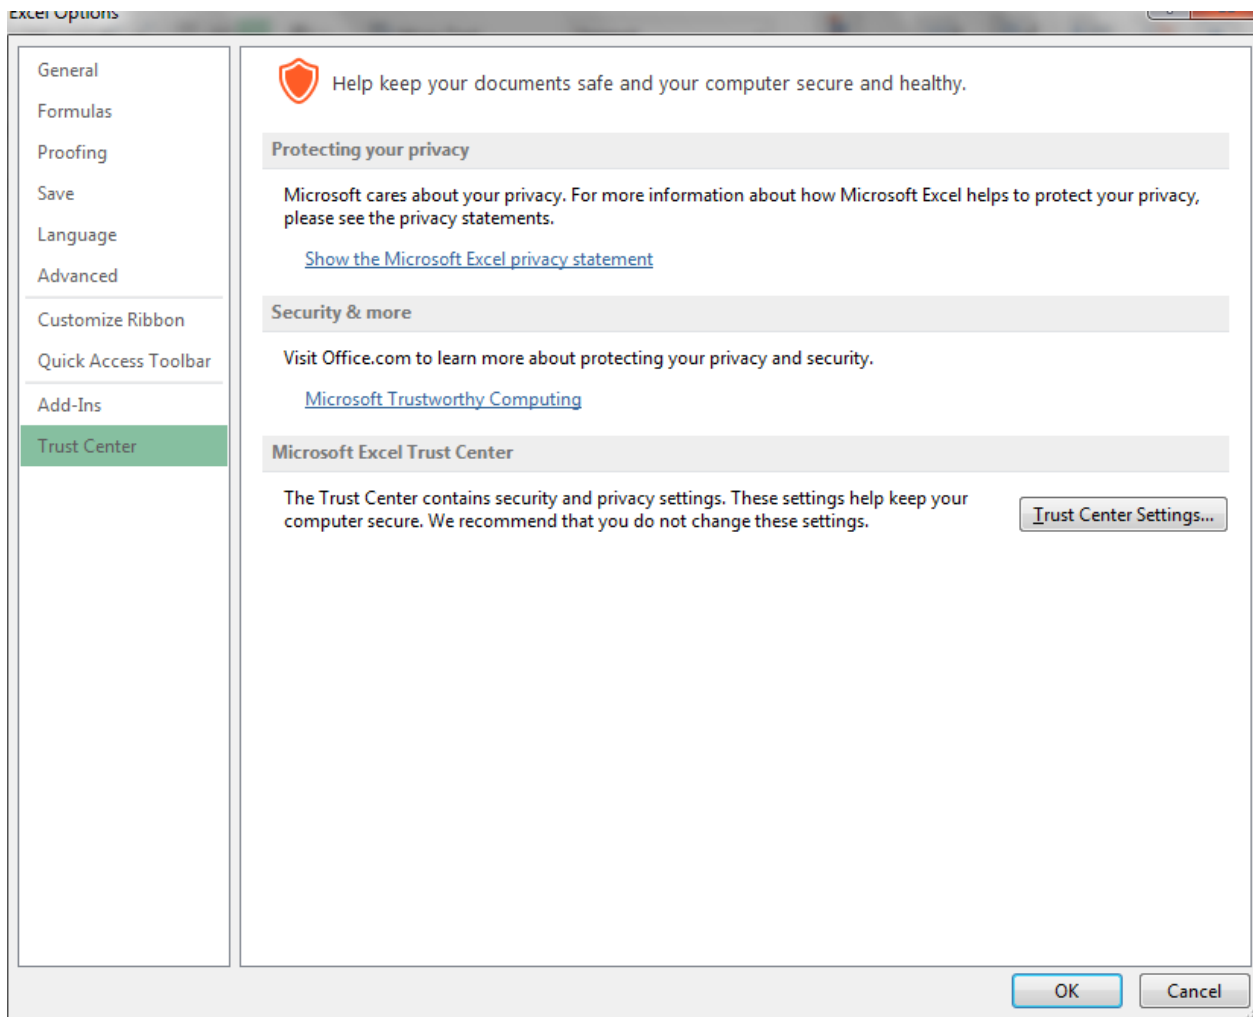 Excel Options
General
Formulas
Proofing
Save
Language
Advanced
Customize Ribbon
Quick Access Toolbar
Add-Ins
Trust Center
Help keep your documents safe and your computer secure and healthy.
Protecting your privacy
Microsoft cares about your privacy. For more information about how Microsoft Excel helps to protect your privacy,
please see the privacy statements.
Show the Microsoft Excel privacy statement
Security & more
Visit Office.com to learn more about protecting your privacy and security.
Microsoft Trustworthy Computing
Microsoft Excel Trust Center
The Trust Center contains security and privacy settings. These settings help keep your
computer secure. We recommend that you do not change these settings.
Trust Center Settings...
OK
Cancel